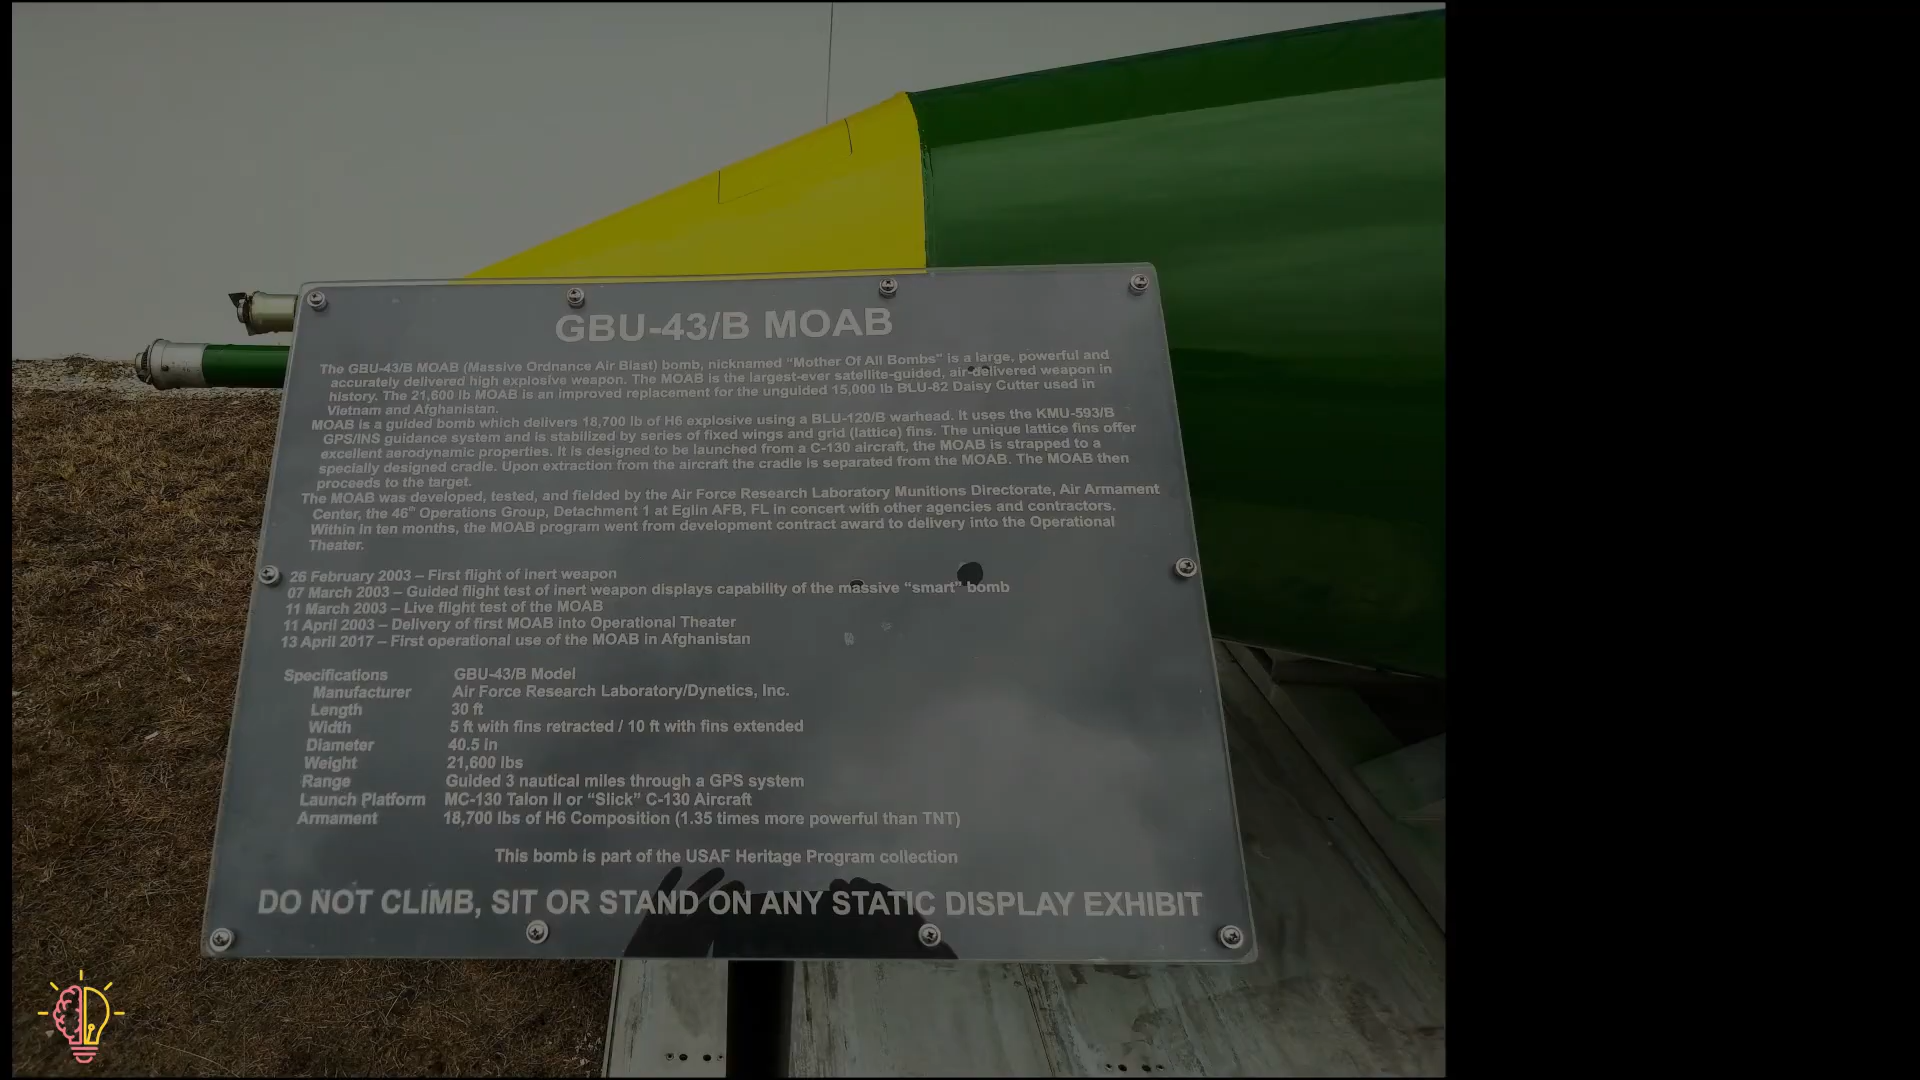 GBU-43/B MOAB
The GBU-43/B MOAB (Massive Ordnance Air Blast) bomb, nicknamed “Mother Of All Bombs” is a large, powerful and
accurately delivered high explosive weapon. The MOAB is the largest-ever satellite-guided, air-delivered weapon in
history. The 21,600 lb MOAB is an improved replacement for the unguided 15,000 lb BLU-82 Daisy Cutter used in
Vietnam and Afghanistan.
MOAB is a guided bomb which delivers 18,700 lb of H6 explosive using a BLU-120/B warhead. It uses the KMU-593/B
GPS/INS guidance system and is stabilized by series of fixed wings and grid (lattice) fins. The unique lattice fins offer
excellent aerodynamic properties. It is designed to be launched from a C-130 aircraft, the MOAB is strapped to a
specially designed cradle. Upon extraction from the aircraft the cradle is separated from the MOAB. The MOAB then
proceeds to the target.
The MOAB was developed, tested, and fielded by the Air Force Research Laboratory Munitions Directorate, Air Armament
Center, the 46th Operations Group, Detachment 1 at Eglin AFB, FL in concert with other agencies and contractors.
Within in ten months, the MOAB program went from development contract award to delivery into the Operational
Theater.
26 February 2003 – First flight of inert weapon
07 March 2003 – Guided flight test of inert weapon displays capability of the massive “smart” bomb
11 March 2003 – Live flight test of the MOAB
11 April 2003 – Delivery of first MOAB into Operational Theater
13 April 2017 – First operational use of the MOAB in Afghanistan
Specifications GBU-43/B Model
Manufacturer Air Force Research Laboratory/Dynetics, Inc.
Length 30 ft
Width 5 ft with fins retracted / 10 ft with fins extended
Diameter 40.5 in
Weight 21,600 lbs
Range Guided 3 nautical miles through a GPS system
Launch Platform MC-130 Talon II or “Slick” C-130 Aircraft
Armament 18,700 lbs of H6 Composition (1.35 times more powerful than TNT)
This bomb is part of the USAF Heritage Program collection
DO NOT CLIMB, SIT OR STAND ON ANY STATIC DISPLAY EXHIBIT